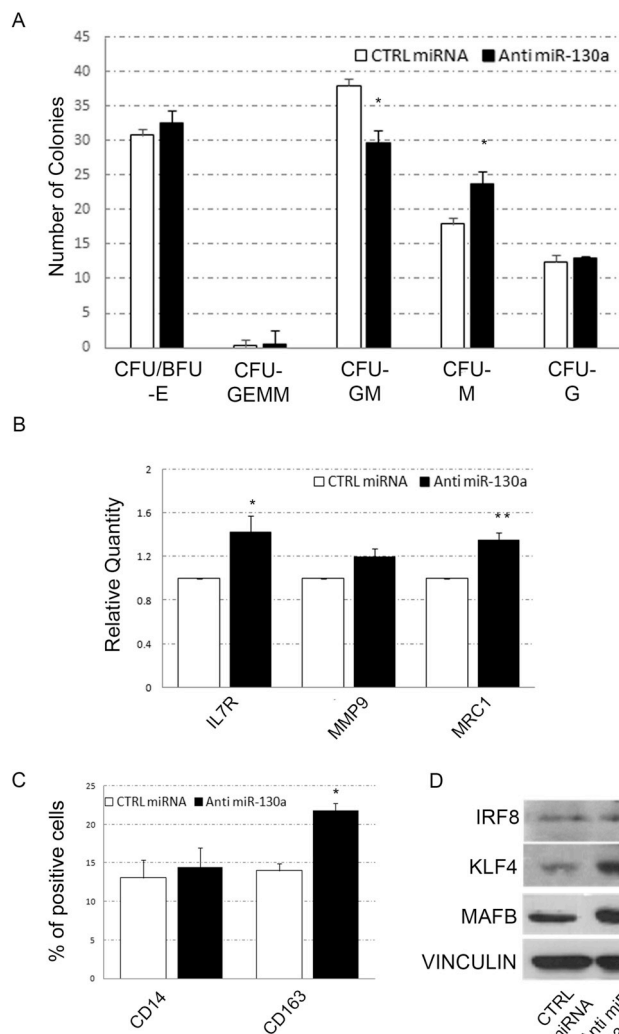 A
45
40
35
30
25
20
15
10
5
0
Number of Colonies
CTRL miRNA
Anti miR-130a
*
*
CFU/BFU
-E
CFU-
GEMM
CFU-
GM
CFU-
M
CFU-
G
B
2
1.6
1.2
0.8
0.4
0
Relative Quantity
CTRL miRNA
Anti miR-130a
*
**
IL7R
MMP9
MRC1
C
25
20
15
10
5
0
% of positive cells
CTRL miRNA
Anti miR-130a
*
CD14
CD163
D
IRF8
KLF4
MAFB
VINCULIN
CTRL
Anti